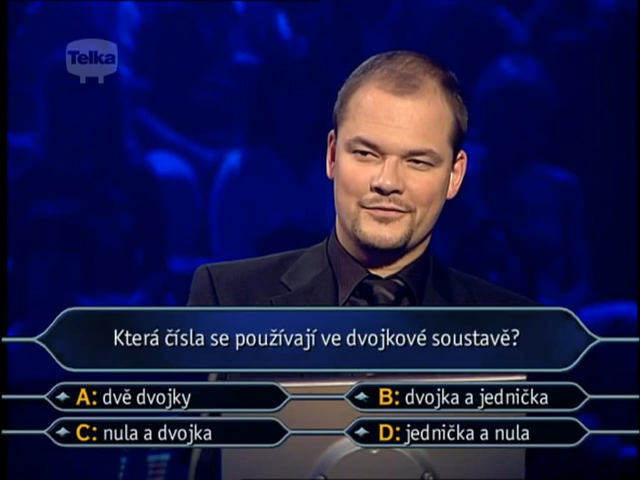 Telka
Která čísla se používají ve dvojkové soustavě?
A: dvě dvojky
B: dvojka a jednička
C: nula a dvojka
D: jednička a nula